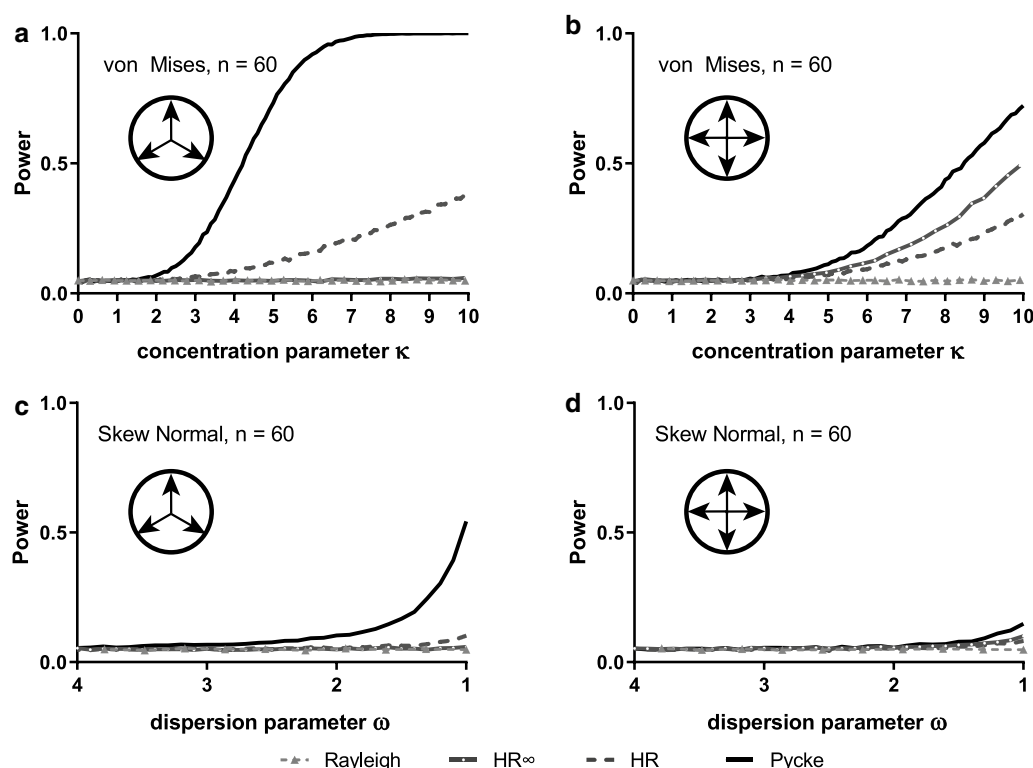 a
1.0
0.5
0.0
Power
von Mises, n = 60
0 1 2 3 4 5 6 7 8 9 10
concentration parameter κ
b
1.0
0.5
0.0
Power
von Mises, n = 60
0 1 2 3 4 5 6 7 8 9 10
concentration parameter κ
c
1.0
0.5
0.0
Power
Skew Normal, n = 60
4 3 2 1
dispersion parameter ω
d
1.0
0.5
0.0
Power
Skew Normal, n = 60
4 3 2 1
dispersion parameter ω
Rayleigh HR∞ HR Pycke